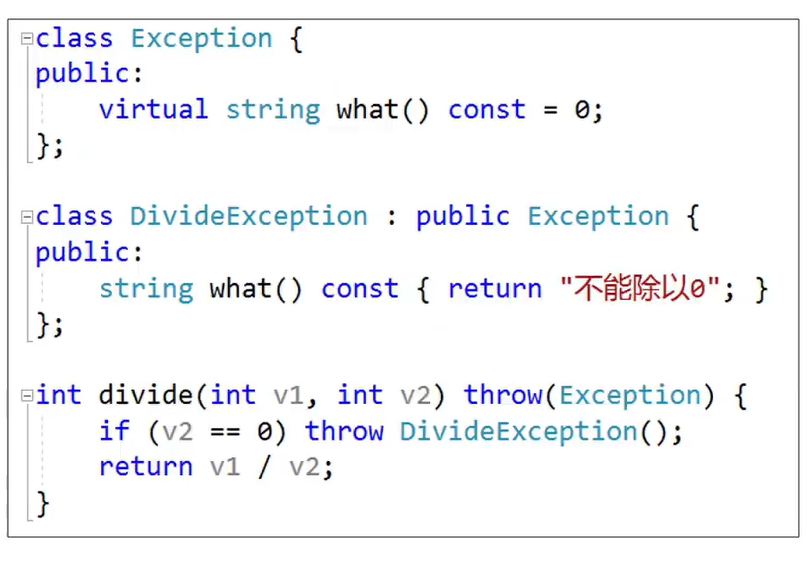 class Exception {
public:
    virtual string what() const = 0;
};

class DivideException : public Exception {
public:
    string what() const { return "不能除以0"; }
};

int divide(int v1, int v2) throw(Exception) {
    if (v2 == 0) throw DivideException();
    return v1 / v2;
}